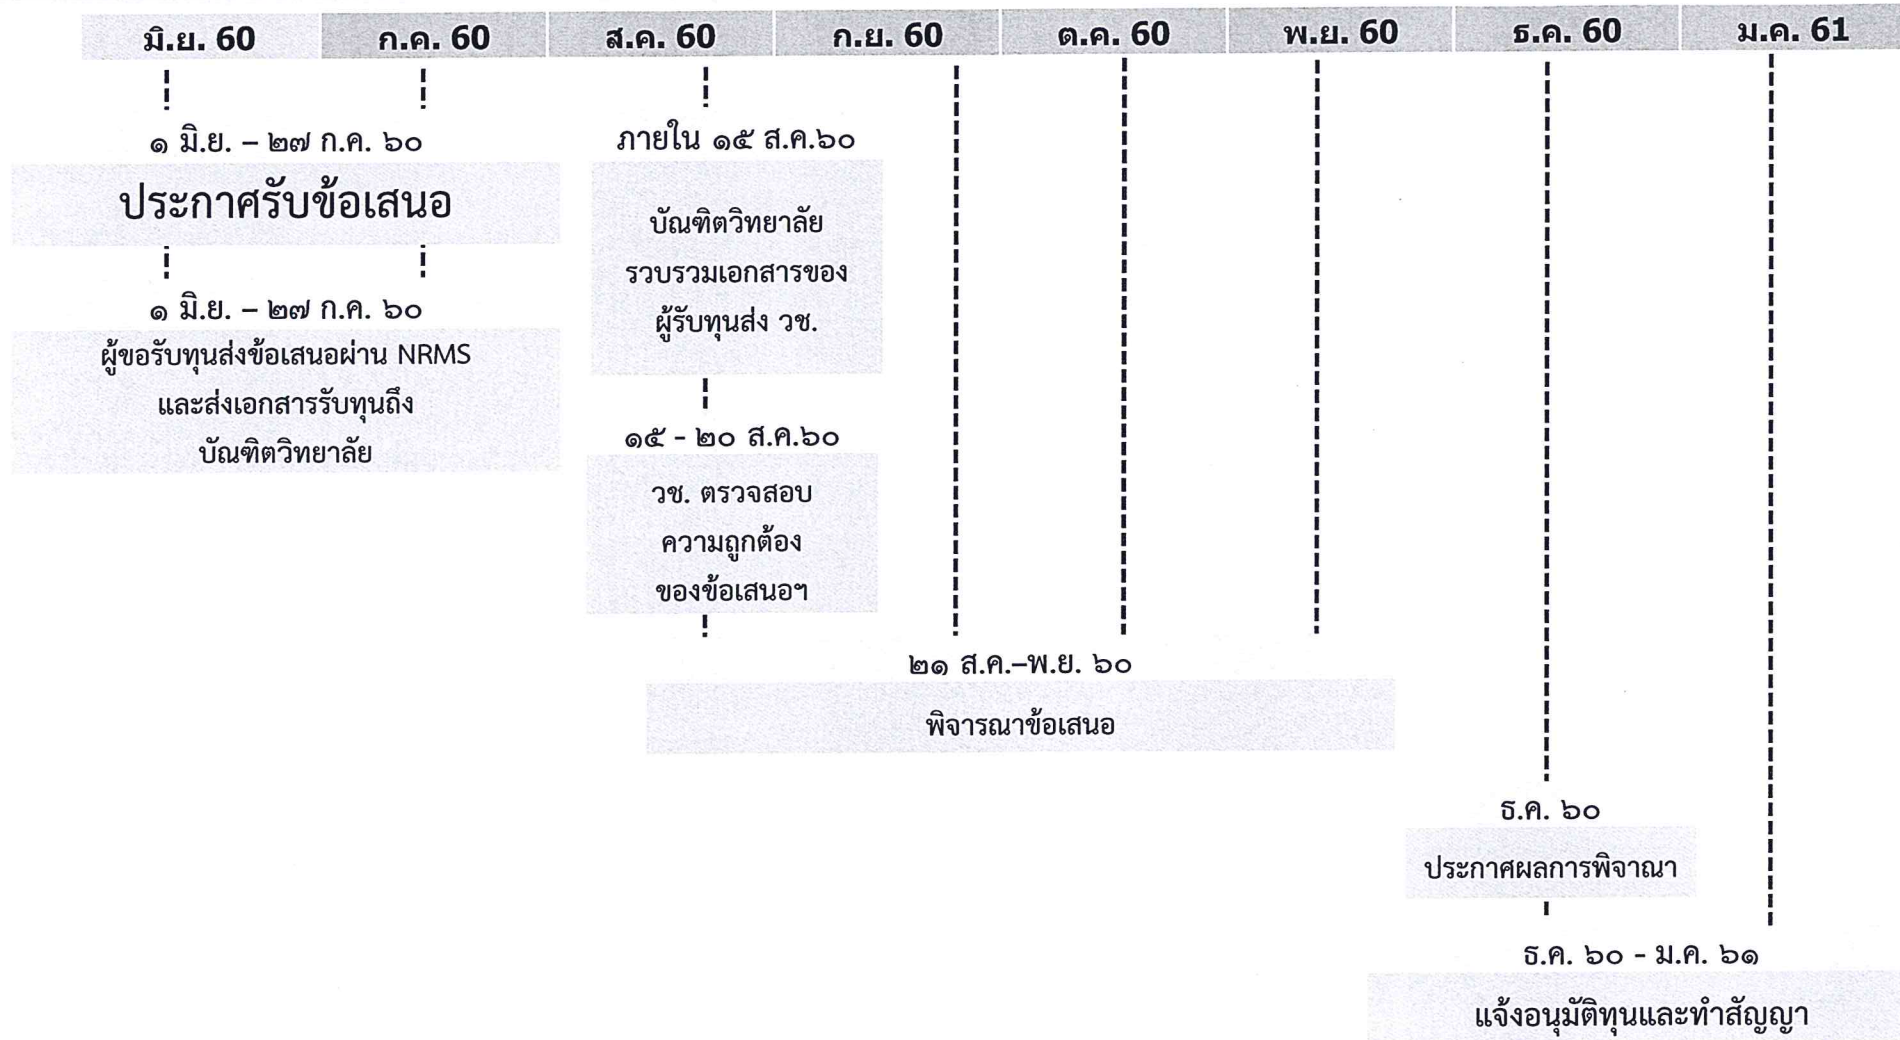 มิ.ย. 60 ก.ค. 60 ส.ค. 60 ก.ย. 60 ต.ค. 60 พ.ย. 60 ธ.ค. 60 ม.ค. 61
๑ มิ.ย. – ๒๗ ก.ค. ๖๐
ประกาศรับข้อเสนอ
๑ มิ.ย. – ๒๗ ก.ค. ๖๐
ผู้ขอรับทุนส่งข้อเสนอผ่าน NRMS
และส่งเอกสารรับทุนถึง
บัณฑิตวิทยาลัย
ภายใน ๑๕ ส.ค.๖๐
บัณฑิตวิทยาลัย
รวบรวมเอกสารของ
ผู้รับทุนส่ง วช.
๑๕ - ๒๐ ส.ค.๖๐
วช. ตรวจสอบ
ความถูกต้อง
ของข้อเสนอฯ
๒๑ ส.ค.–พ.ย. ๖๐
พิจารณาข้อเสนอ
ธ.ค. ๖๐
ประกาศผลการพิจาณา
ธ.ค. ๖๐ - ม.ค. ๖๑
แจ้งอนุมัติทุนและทำสัญญา